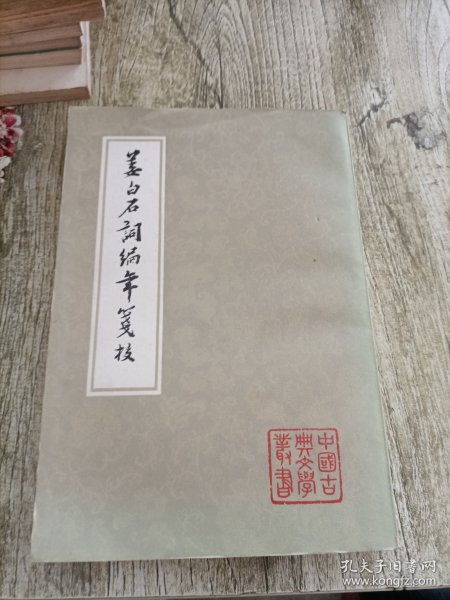 姜白石詞編年箋校
中國古
典文學
叢書
孔夫子旧书网
www.kongfz.com